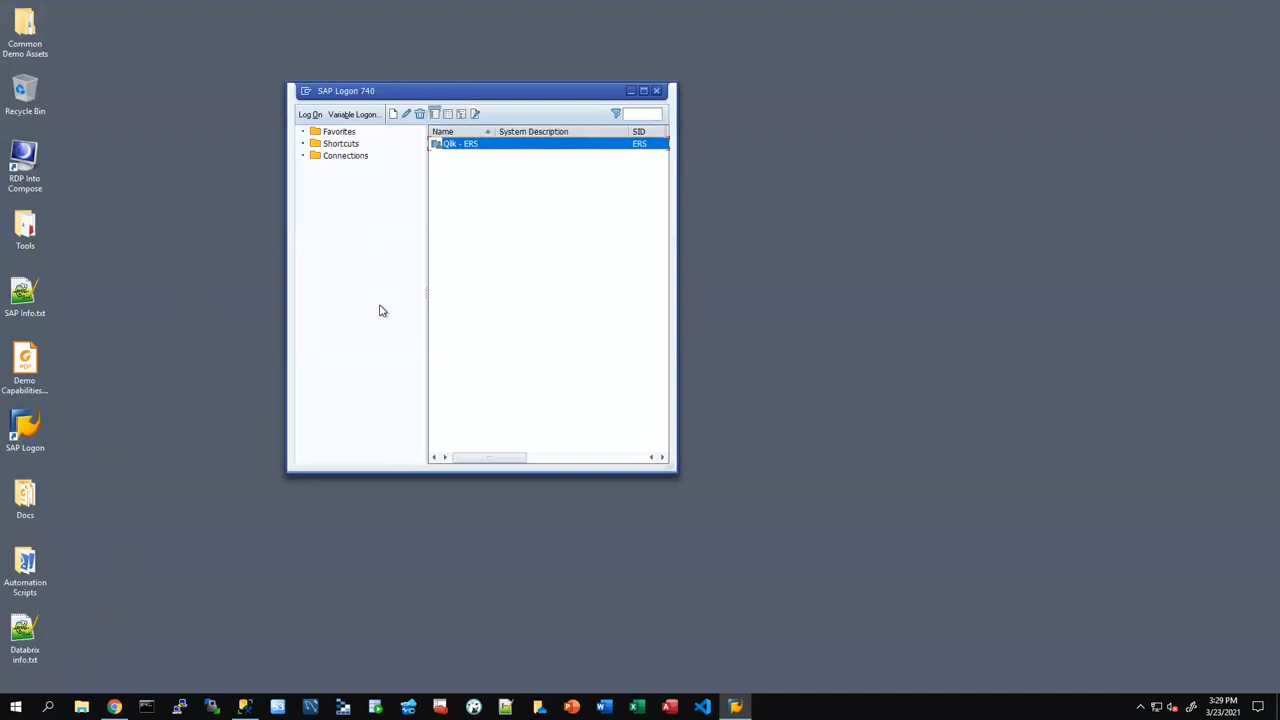 Common
Demo Assets
Recycle Bin
RDP Into
Compose
Tools
SAP Info.txt
PDF
Demo
Capabilities...
SAP Logon
Docs
Automation
Scripts
Databrix
info.txt
SAP Logon 740
Log On Variable Logon...
Favorites
Shortcuts
Connections
Name System Description SID
Qlik - ERS ERS
3:29 PM
3/23/2021